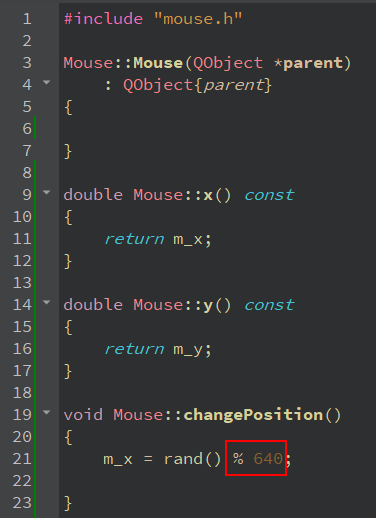 1 #include "mouse.h"
2
3 Mouse::Mouse(QObject *parent)
4 : QObject{parent}
5 {
6
7 }
8
9 double Mouse::x() const
10 {
11 return m_x;
12 }
13
14 double Mouse::y() const
15 {
16 return m_y;
17 }
18
19 void Mouse::changePosition()
20 {
21 m_x = rand() % 640;
22
23 }